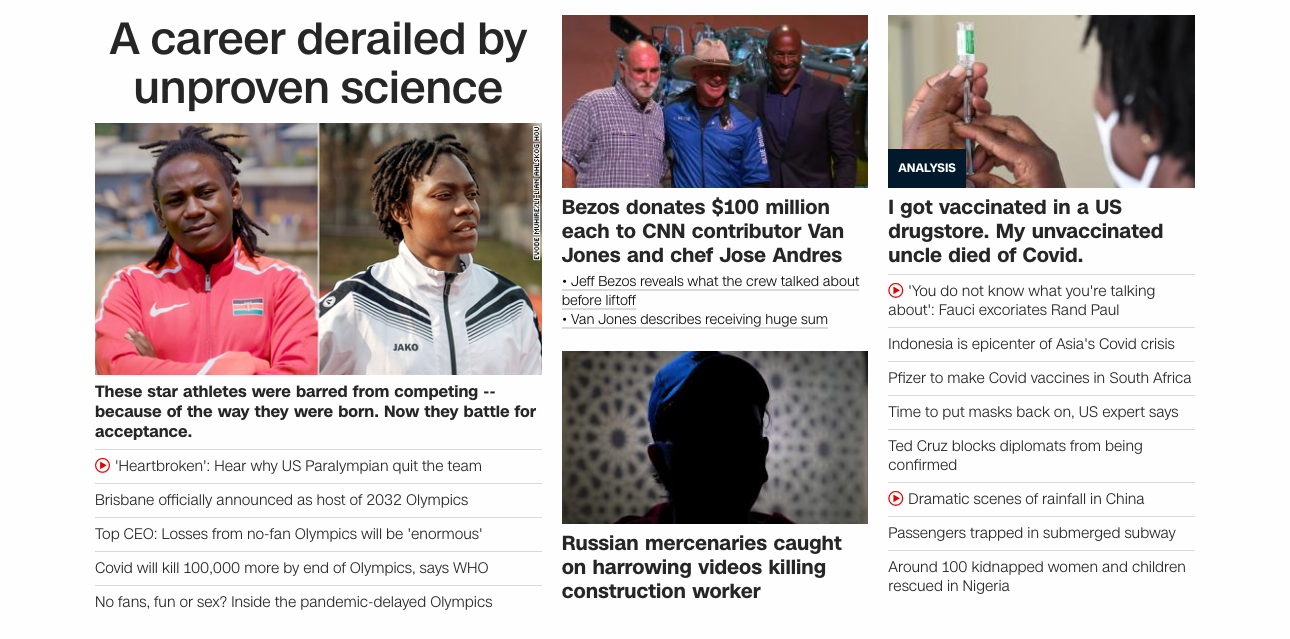 A career derailed by
unproven science
EVODE MUHIRE/LILIAN AHLSKOG HOU
JAKO
These star athletes were barred from competing --
because of the way they were born. Now they battle for
acceptance.
'Heartbroken': Hear why US Paralympian quit the team
Brisbane officially announced as host of 2032 Olympics
Top CEO: Losses from no-fan Olympics will be 'enormous'
Covid will kill 100,000 more by end of Olympics, says WHO
No fans, fun or sex? Inside the pandemic-delayed Olympics
BLUE ORIGIN
Bezos donates $100 million
each to CNN contributor Van
Jones and chef Jose Andres
• Jeff Bezos reveals what the crew talked about
before liftoff
• Van Jones describes receiving huge sum
Russian mercenaries caught
on harrowing videos killing
construction worker
ANALYSIS
I got vaccinated in a US
drugstore. My unvaccinated
uncle died of Covid.
'You do not know what you're talking
about': Fauci excoriates Rand Paul
Indonesia is epicenter of Asia's Covid crisis
Pfizer to make Covid vaccines in South Africa
Time to put masks back on, US expert says
Ted Cruz blocks diplomats from being
confirmed
Dramatic scenes of rainfall in China
Passengers trapped in submerged subway
Around 100 kidnapped women and children
rescued in Nigeria